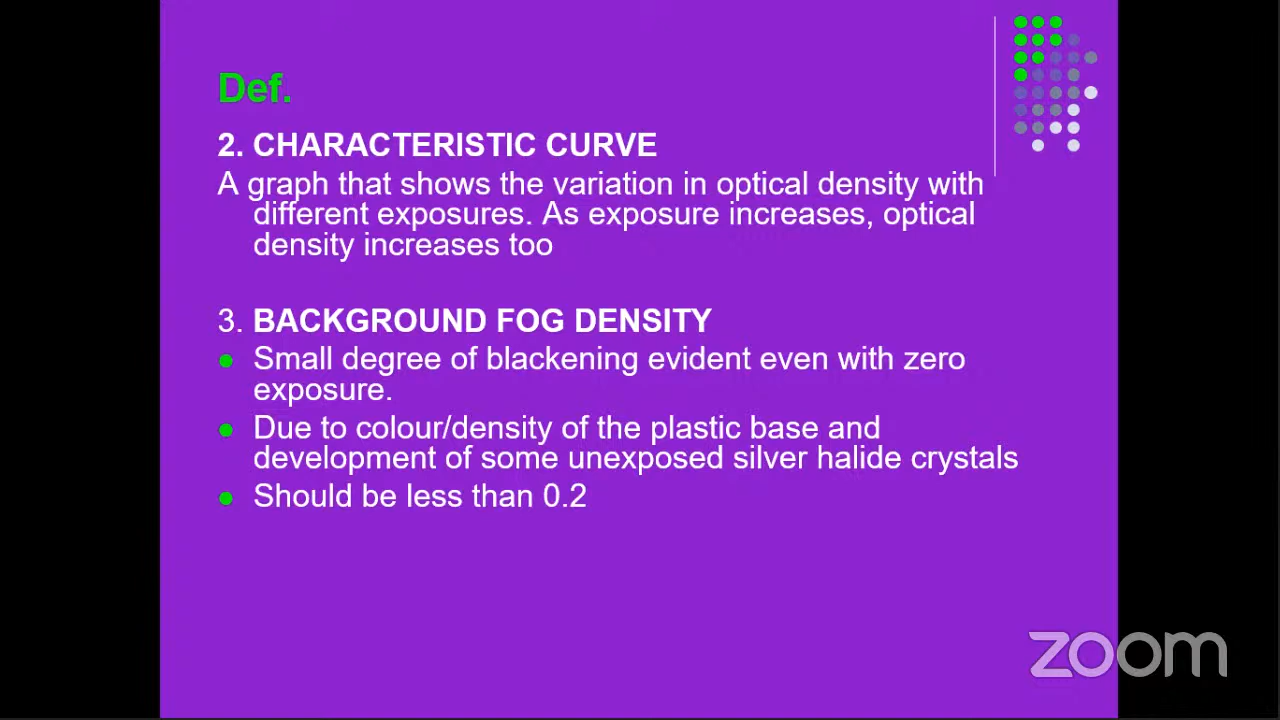 Def.
2. CHARACTERISTIC CURVE
A graph that shows the variation in optical density with
different exposures. As exposure increases, optical
density increases too
3. BACKGROUND FOG DENSITY
Small degree of blackening evident even with zero
exposure.
Due to colour/density of the plastic base and
development of some unexposed silver halide crystals
Should be less than 0.2
zoom